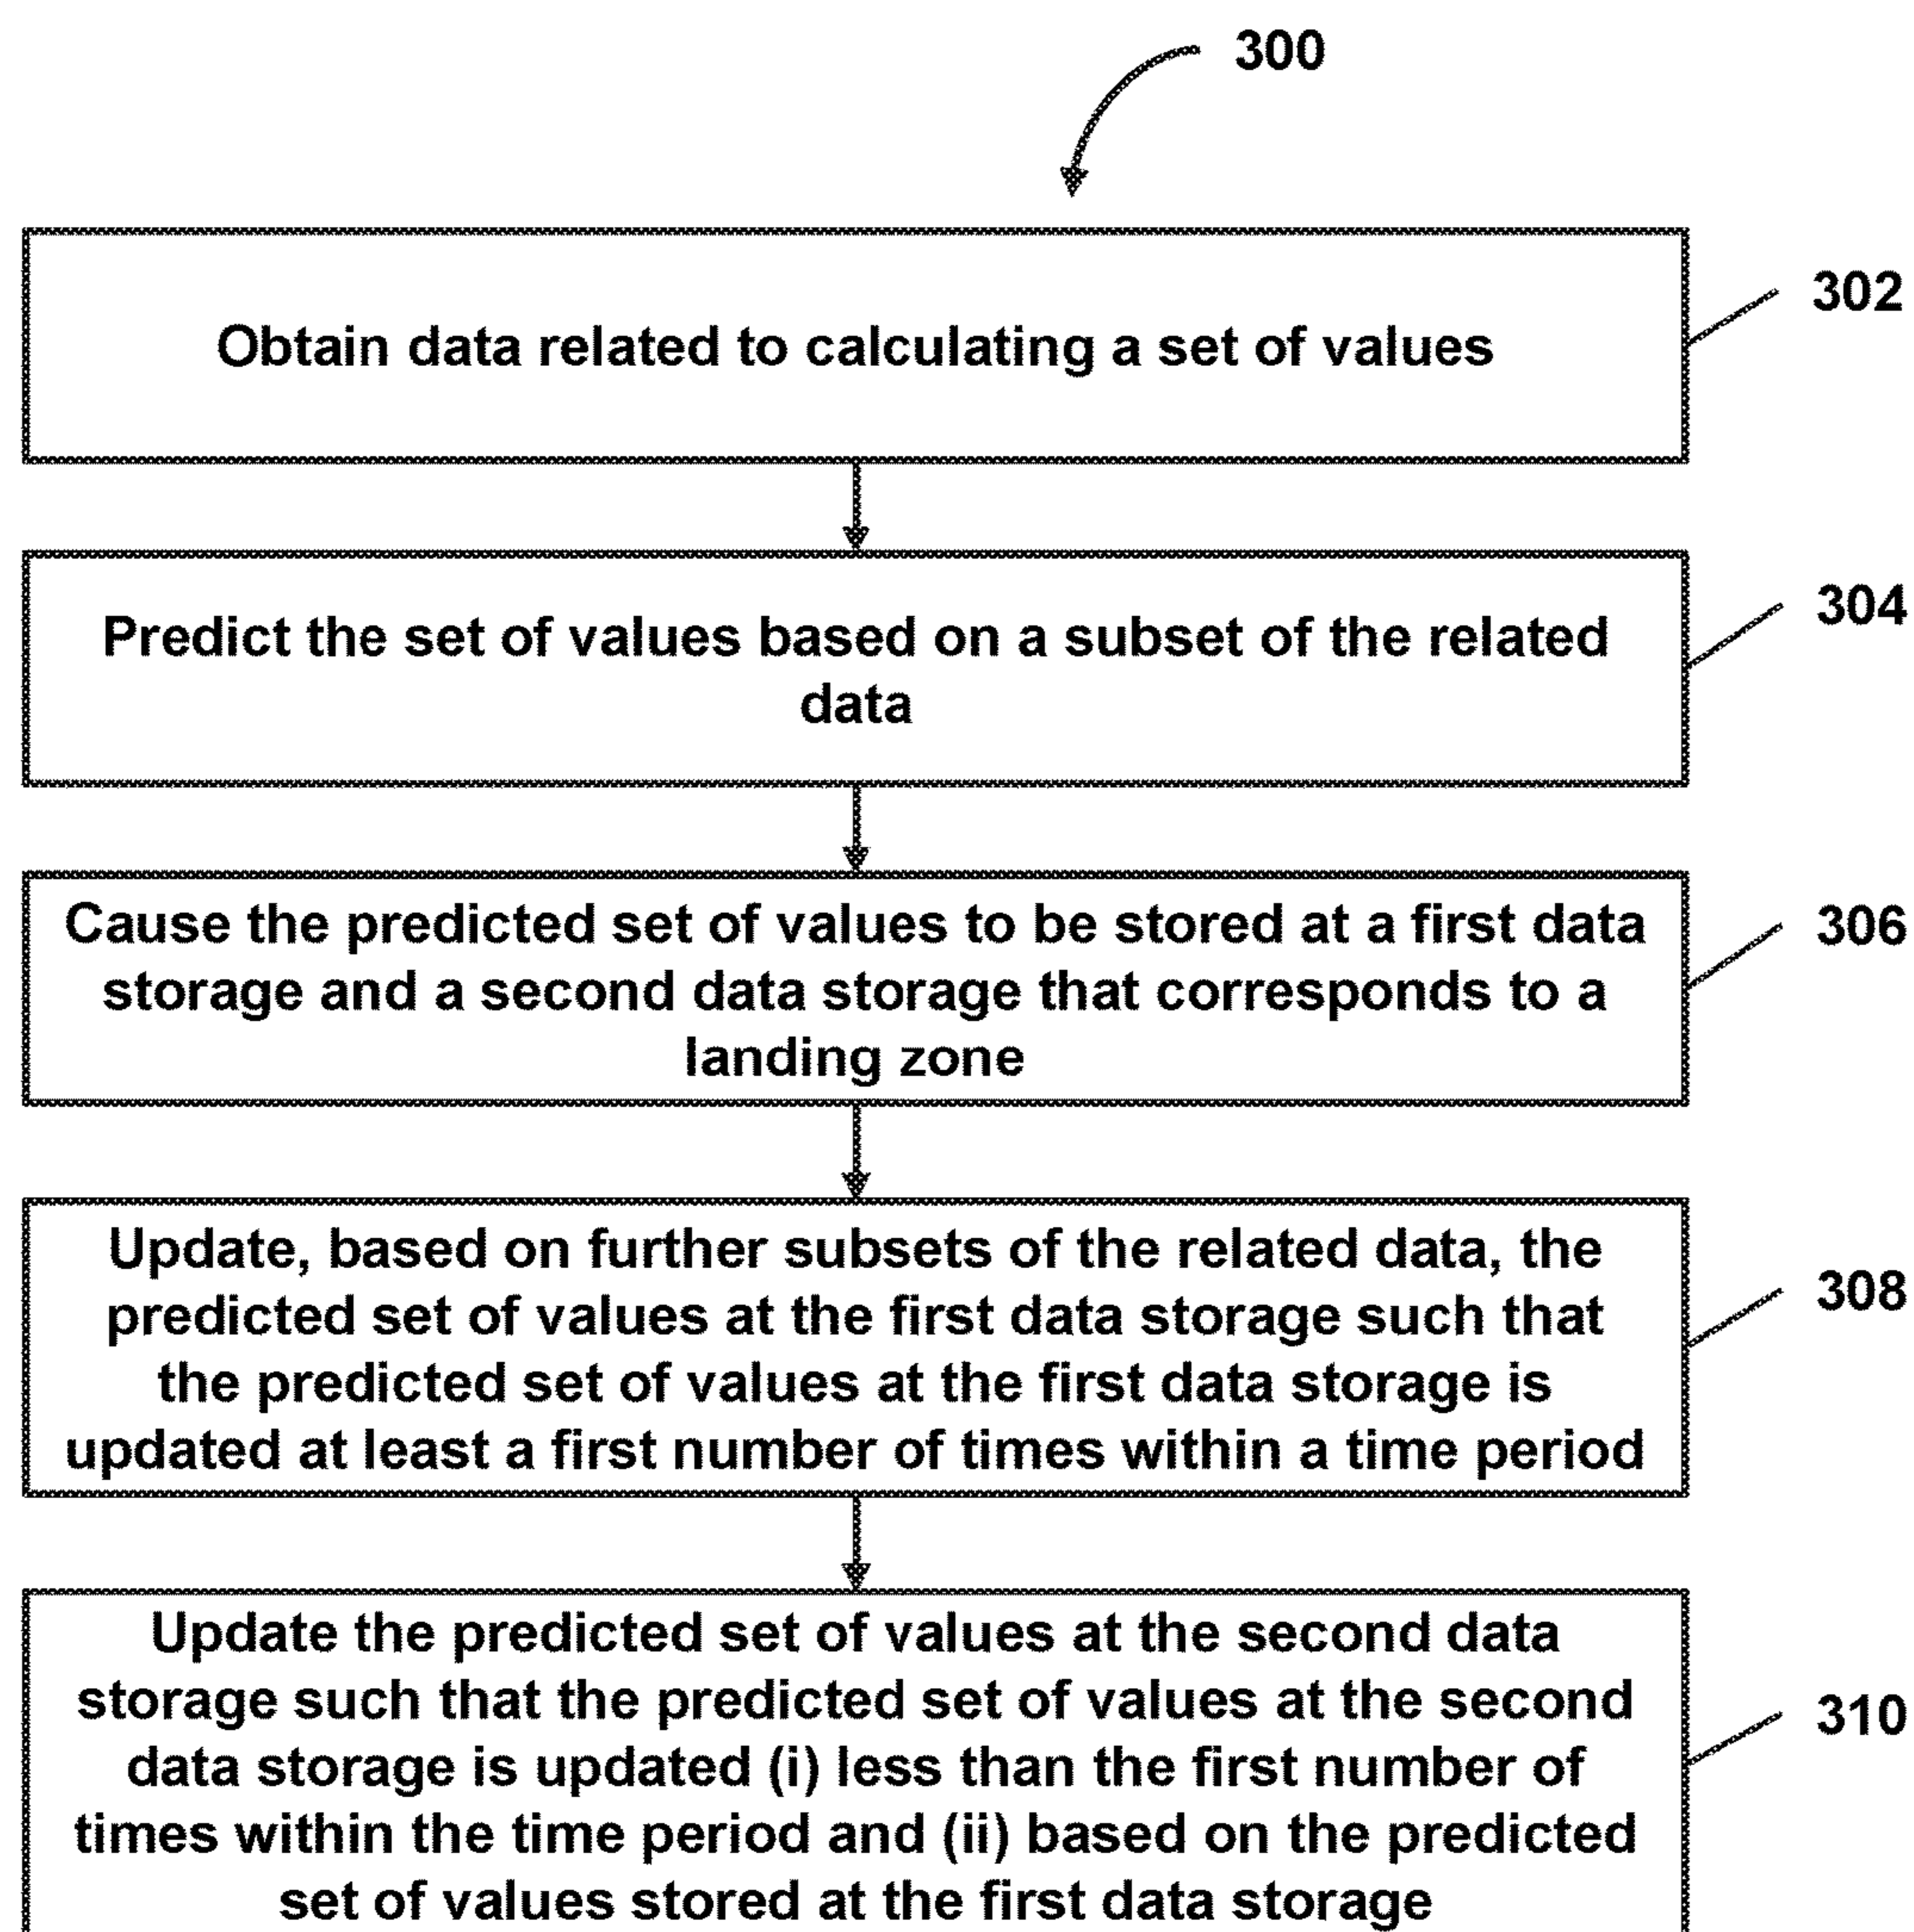 300
Obtain data related to calculating a set of values
302
Predict the set of values based on a subset of the related
data
304
Cause the predicted set of values to be stored at a first data
storage and a second data storage that corresponds to a
landing zone
306
Update, based on further subsets of the related data, the
predicted set of values at the first data storage such that
the predicted set of values at the first data storage is
updated at least a first number of times within a time period
308
Update the predicted set of values at the second data
storage such that the predicted set of values at the second
data storage is updated (i) less than the first number of
times within the time period and (ii) based on the predicted
set of values stored at the first data storage
310